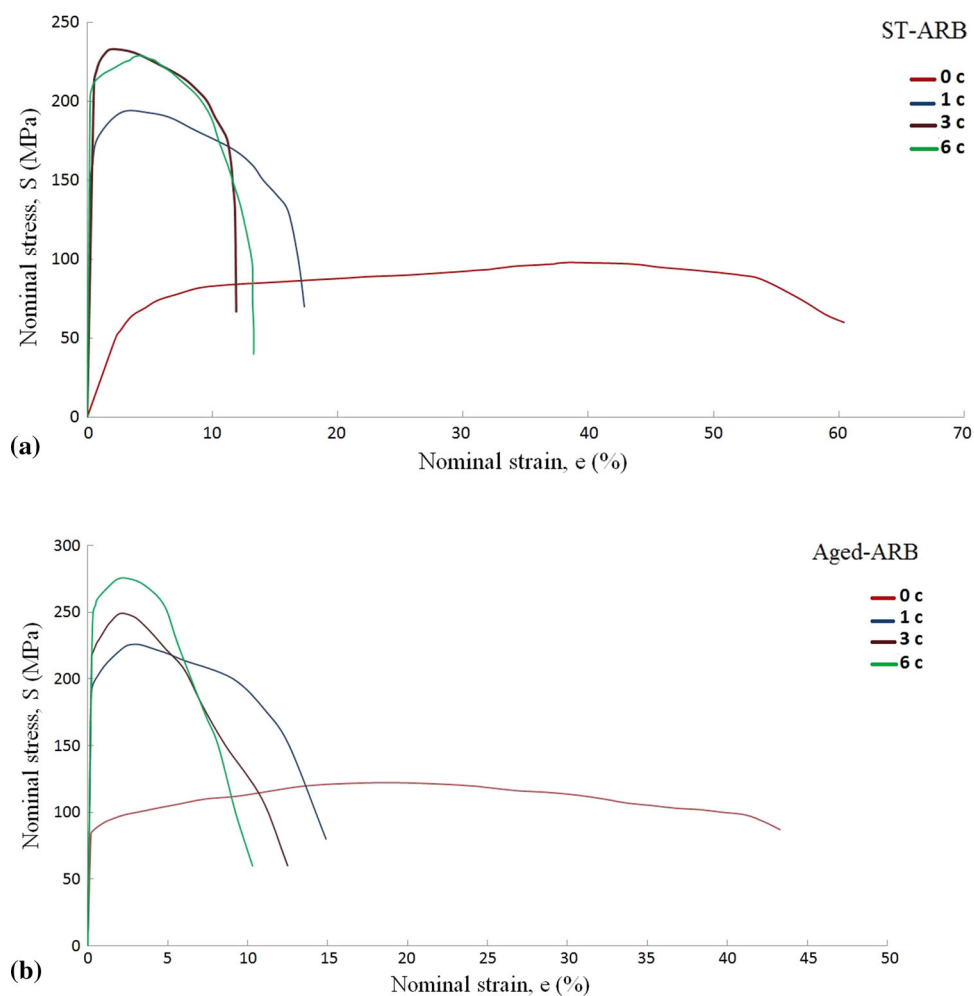 250
200
150
100
50
0
Nominal stress, S (MPa)
ST-ARB
0 c
1 c
3 c
6 c
0 10 20 30 40 50 60 70
Nominal strain, e (%)
(a)
300
250
200
150
100
50
0
Nominal stress, S (MPa)
Aged-ARB
0 c
1 c
3 c
6 c
0 5 10 15 20 25 30 35 40 45 50
Nominal strain, e (%)
(b)